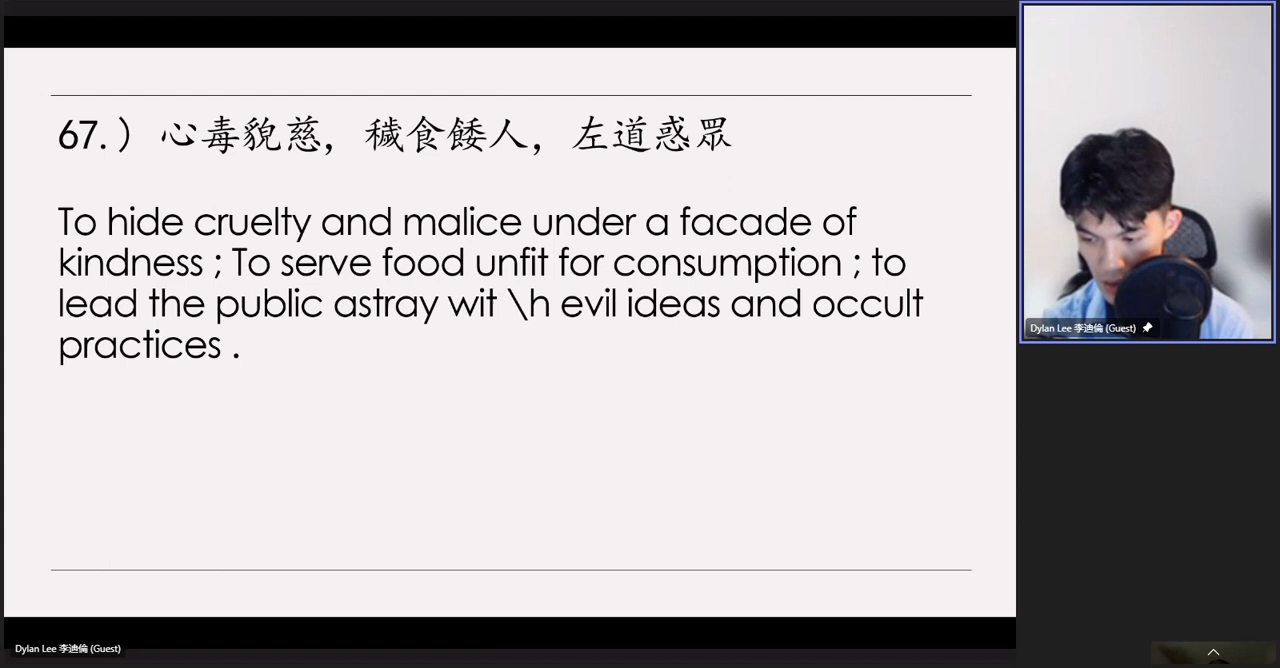 67.）心毒貌慈，穢食餧人，左道惑眾
To hide cruelty and malice under a facade of
kindness ; To serve food unfit for consumption ; to
lead the public astray wit \h evil ideas and occult
practices .
Dylan Lee 李迪倫 (Guest)
Dylan Lee 李迪倫 (Guest)